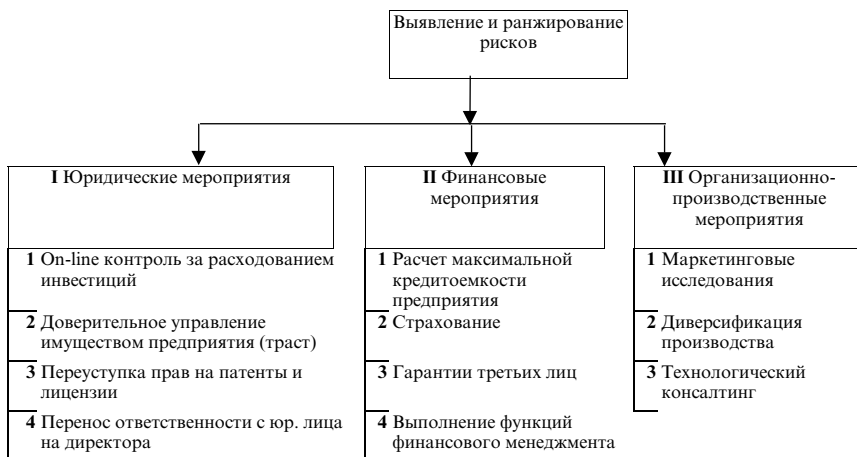 Выявление и ранжирование
рисков
I Юридические мероприятия
II Финансовые
мероприятия
III Организационно-
производственные
мероприятия
1 On-line контроль за расходованием
инвестиций
2 Доверительное управление
имуществом предприятия (траст)
3 Переуступка прав на патенты и
лицензии
4 Перенос ответственности с юр. лица
на директора
1 Расчет максимальной
кредитоемкости
предприятия
2 Страхование
3 Гарантии третьих лиц
4 Выполнение функций
финансового менеджмента
1 Маркетинговые
исследования
2 Диверсификация
производства
3 Технологический
консалтинг